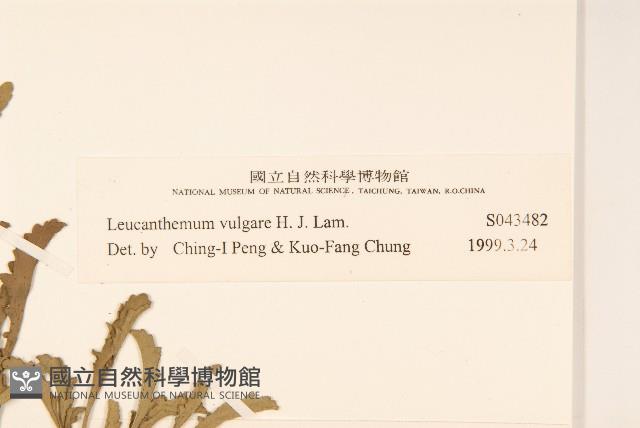 國立自然科學博物館
NATIONAL MUSEUM OF NATURAL SCIENCE, TAICHUNG, TAIWAN, R.O.CHINA
Leucanthemum vulgare H. J. Lam. S043482
Det. by Ching-I Peng & Kuo-Fang Chung 1999.3.24
國立自然科學博物館
NATIONAL MUSEUM OF NATURAL SCIENCE